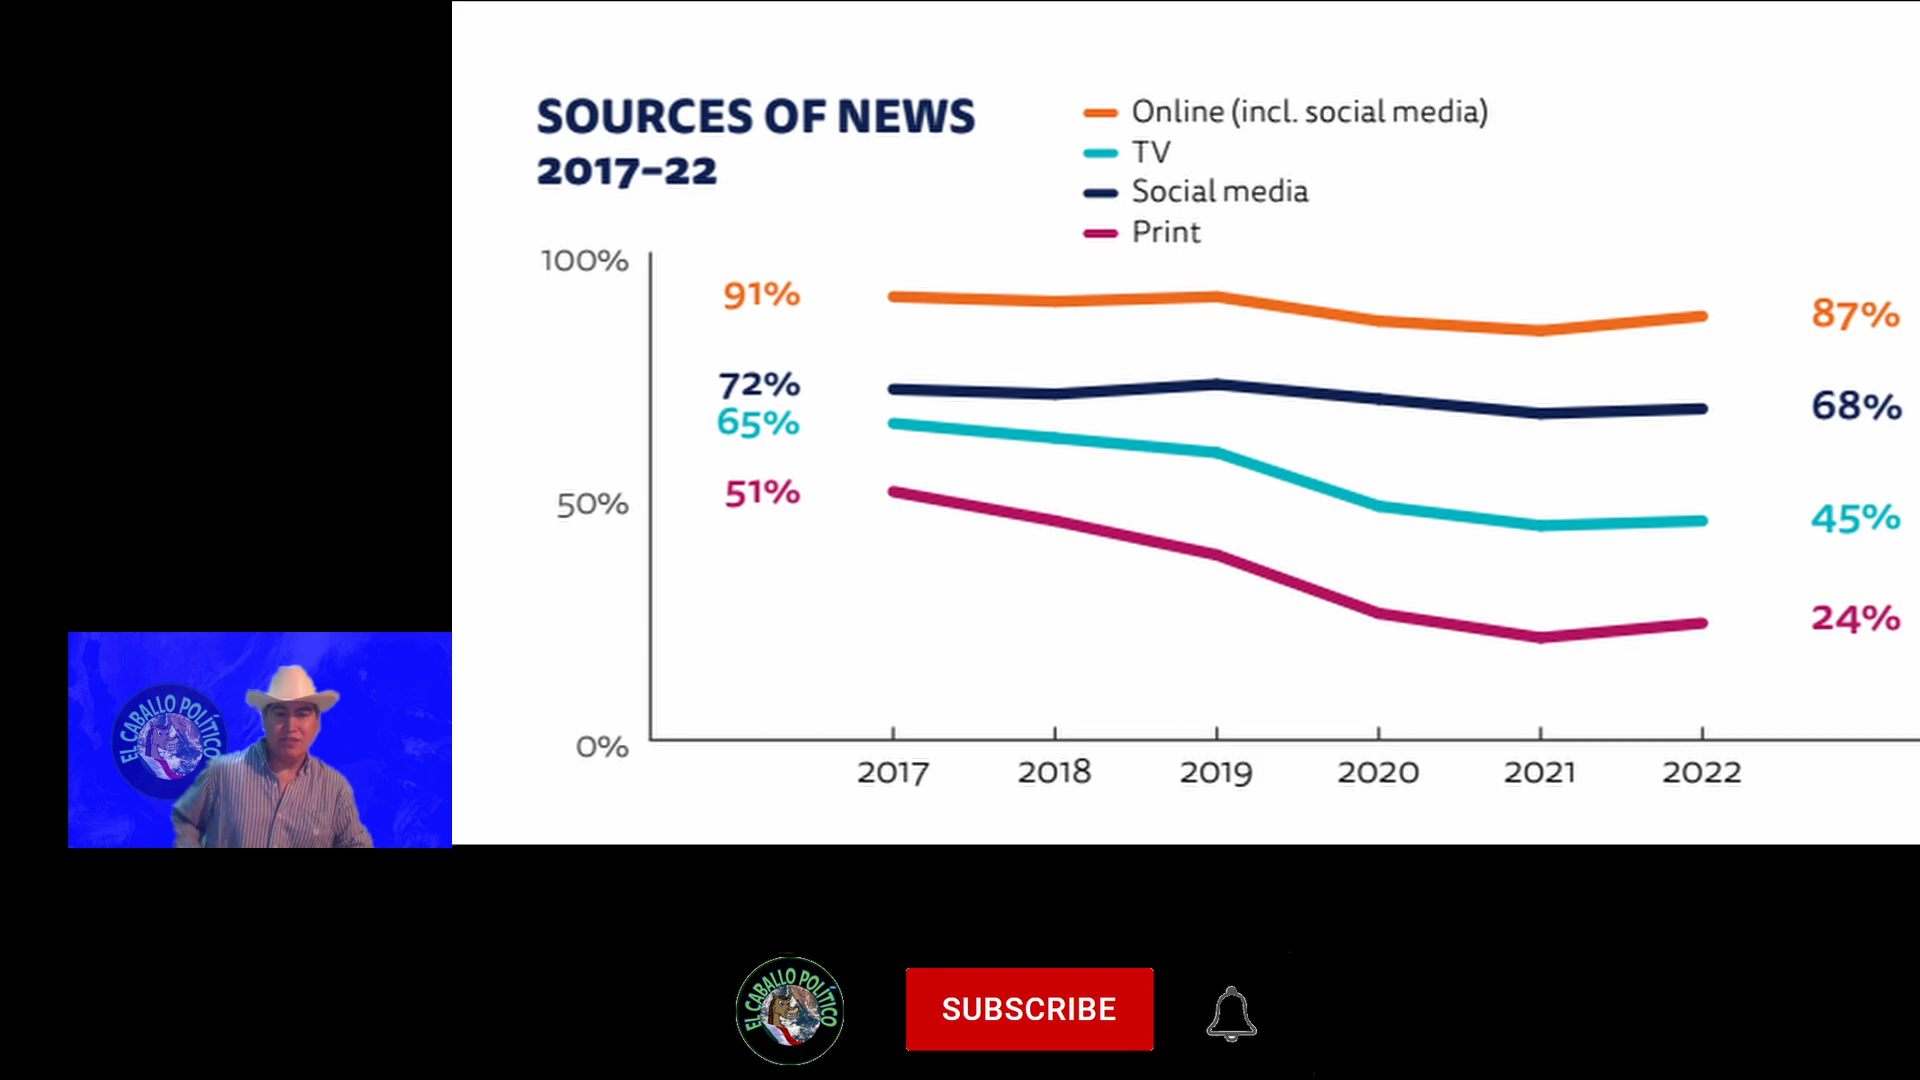 SOURCES OF NEWS
2017–22
Online (incl. social media)
TV
Social media
Print
100%
50%
0%
91%
72%
65%
51%
87%
68%
45%
24%
2017 2018 2019 2020 2021 2022
EL CABALLO POLÍTICO
EL CABALLO POLÍTICO
SUBSCRIBE